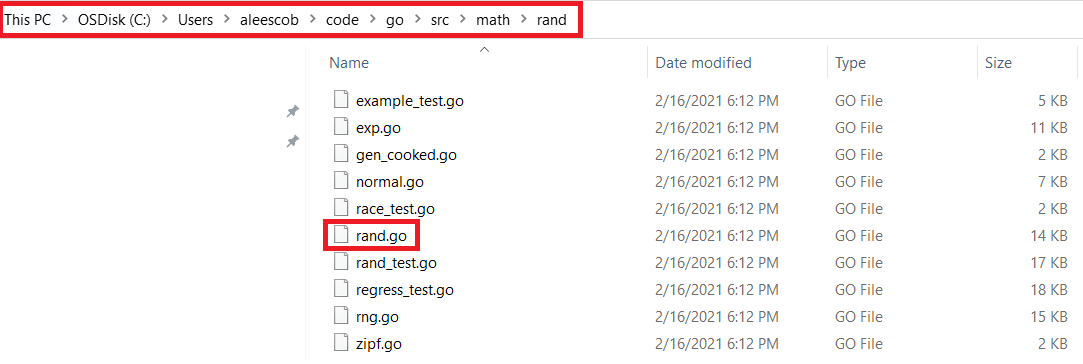 This PC > OSDisk (C:) > Users > aleescob > code > go > src > math > rand
Name Date modified Type Size
example_test.go 2/16/2021 6:12 PM GO File 5 KB
exp.go 2/16/2021 6:12 PM GO File 11 KB
gen_cooked.go 2/16/2021 6:12 PM GO File 2 KB
normal.go 2/16/2021 6:12 PM GO File 7 KB
race_test.go 2/16/2021 6:12 PM GO File 2 KB
rand.go 2/16/2021 6:12 PM GO File 14 KB
rand_test.go 2/16/2021 6:12 PM GO File 17 KB
regress_test.go 2/16/2021 6:12 PM GO File 18 KB
rng.go 2/16/2021 6:12 PM GO File 15 KB
zipf.go 2/16/2021 6:12 PM GO File 2 KB